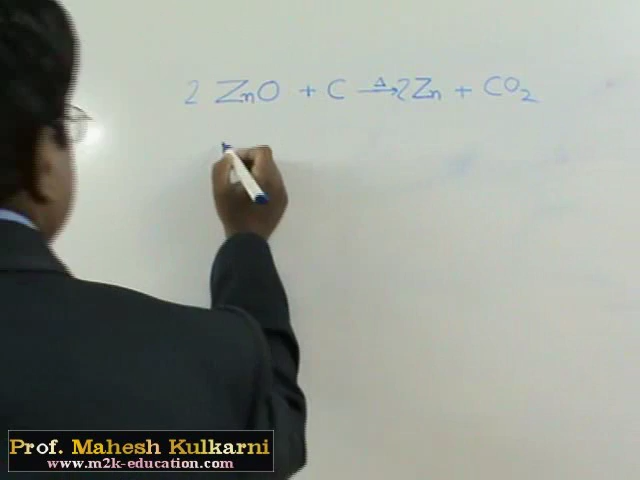 2 ZnO + C Δ→ 2Zn + CO₂
Prof. Mahesh Kulkarni
www.m2k-education.com